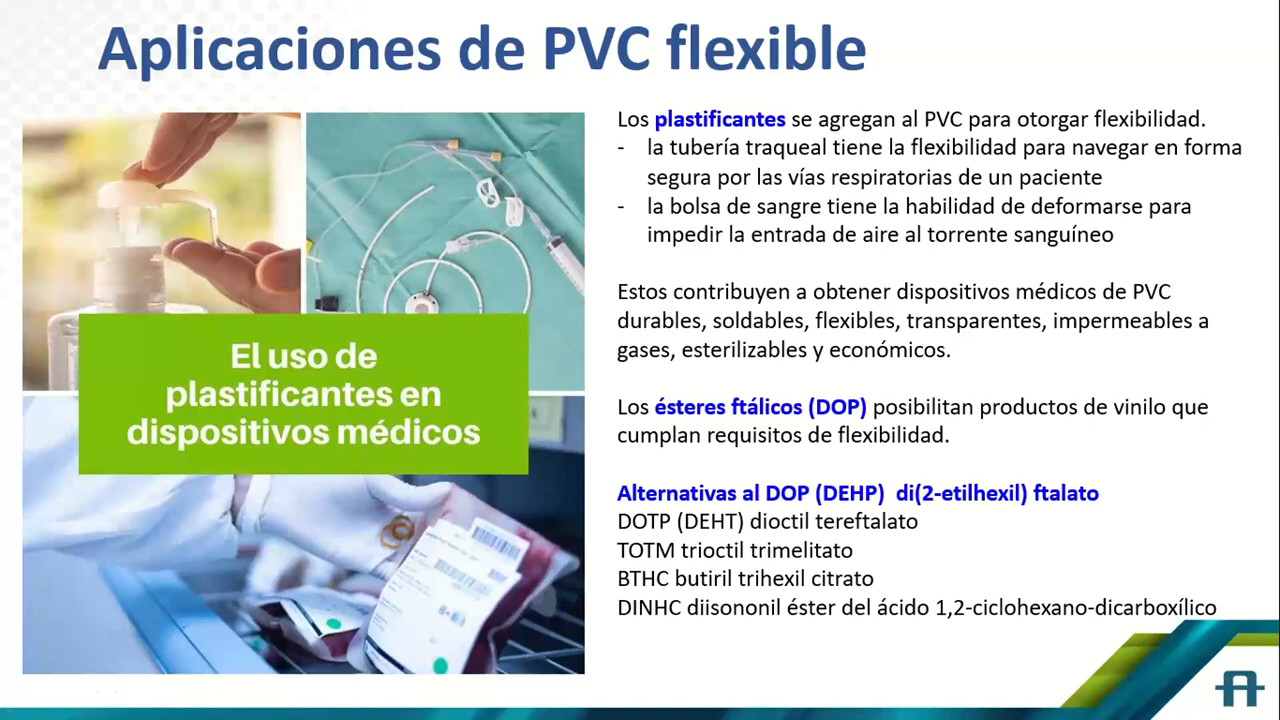 Aplicaciones de PVC flexible
El uso de
plastificantes en
dispositivos médicos
Los plastificantes se agregan al PVC para otorgar flexibilidad.
- la tubería traqueal tiene la flexibilidad para navegar en forma
segura por las vías respiratorias de un paciente
- la bolsa de sangre tiene la habilidad de deformarse para
impedir la entrada de aire al torrente sanguíneo
Estos contribuyen a obtener dispositivos médicos de PVC
durables, soldables, flexibles, transparentes, impermeables a
gases, esterilizables y económicos.
Los ésteres ftálicos (DOP) posibilitan productos de vinilo que
cumplan requisitos de flexibilidad.
Alternativas al DOP (DEHP) di(2-etilhexil) ftalato
DOTP (DEHT) dioctil tereftalato
TOTM trioctil trimelitato
BTHC butiril trihexil citrato
DINHC diisononil éster del ácido 1,2-ciclohexano-dicarboxílico